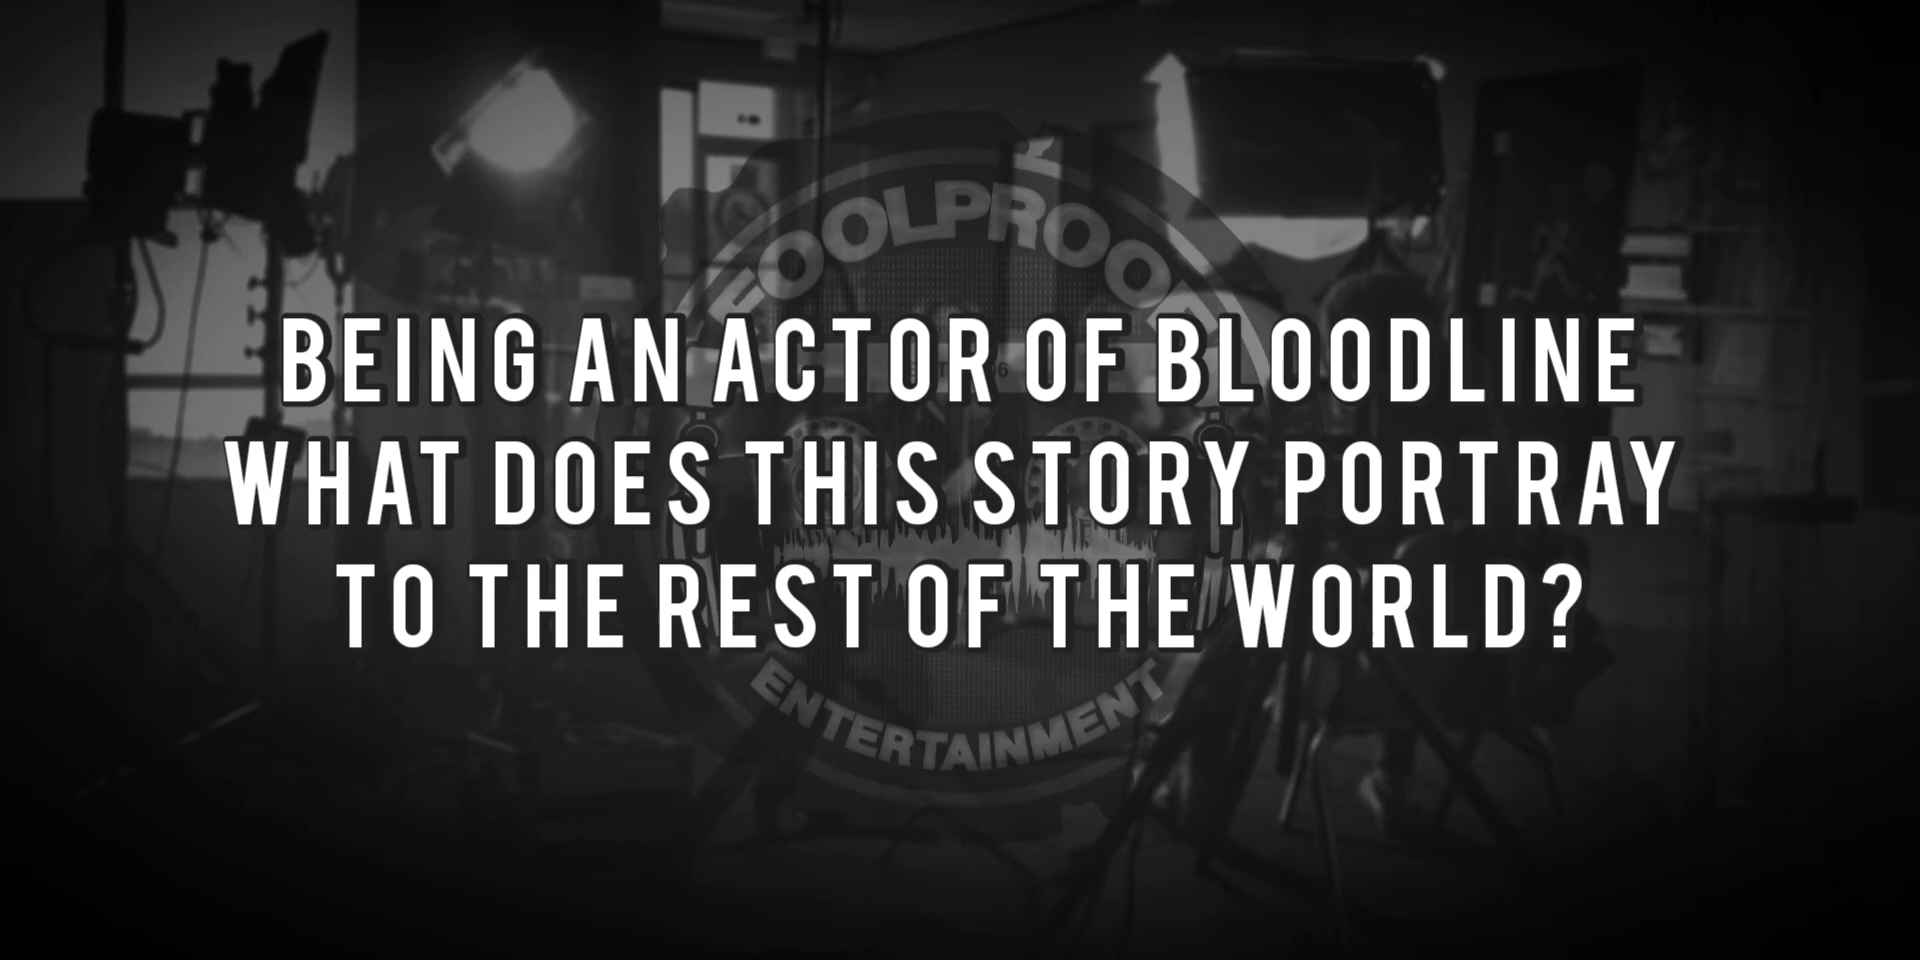 FOOLPROOF
BEING AN ACTOR OF BLOODLINE
WHAT DOES THIS STORY PORTRAY
TO THE REST OF THE WORLD?
ENTERTAINMENT